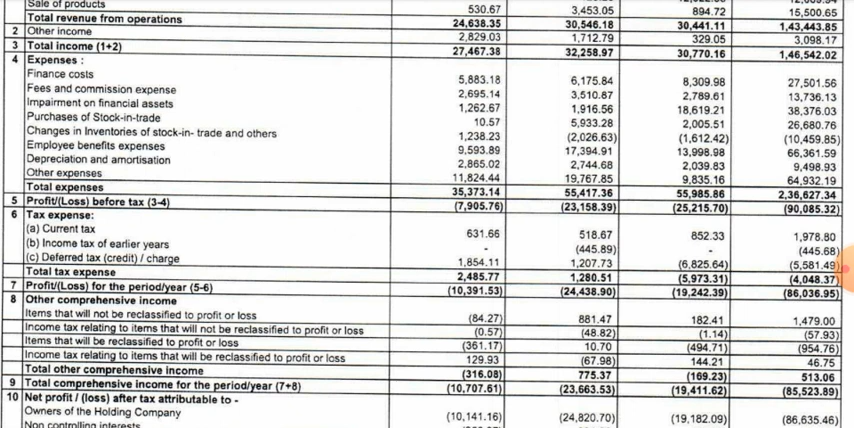 Sale of products 530.67 3,453.05 894.72 15,500.65
Total revenue from operations 24,638.35 30,546.18 30,441.11 1,43,443.85
2 Other income 2,829.03 1,712.79 329.05 3,098.17
3 Total income (1+2) 27,467.38 32,258.97 30,770.16 1,46,542.02
4 Expenses :
Finance costs 5,883.18 6,175.84 8,309.98 27,501.56
Fees and commission expense 2,695.14 3,510.87 2,789.61 13,736.13
Impairment on financial assets 1,262.67 1,916.56 18,619.21 38,376.03
Purchases of Stock-in-trade 10.57 5,933.28 2,005.51 26,680.76
Changes in Inventories of stock-in- trade and others 1,238.23 (2,026.63) (1,612.42) (10,459.85)
Employee benefits expenses 9,593.89 17,394.91 13,998.98 66,361.59
Depreciation and amortisation 2,865.02 2,744.68 2,039.83 9,498.93
Other expenses 11,824.44 19,767.85 9,835.16 64,932.19
Total expenses 35,373.14 55,417.36 55,985.86 2,36,627.34
5 Profit/(Loss) before tax (3-4) (7,905.76) (23,158.39) (25,215.70) (90,085.32)
6 Tax expense:
(a) Current tax 631.66 518.67 852.33 1,978.80
(b) Income tax of earlier years - (445.89) - (445.68)
(c) Deferred tax (credit) / charge 1,854.11 1,207.73 (6,825.64) (5,581.49)
Total tax expense 2,485.77 1,280.51 (5,973.31) (4,048.37)
7 Profit/(Loss) for the period/year (5-6) (10,391.53) (24,438.90) (19,242.39) (86,036.95)
8 Other comprehensive income
Items that will not be reclassified to profit or loss (84.27) 881.47 182.41 1,479.00
Income tax relating to items that will not be reclassified to profit or loss (0.57) (48.82) (1.14) (57.93)
Items that will be reclassified to profit or loss (361.17) 10.70 (494.71) (954.76)
Income tax relating to items that will be reclassified to profit or loss 129.93 (67.98) 144.21 46.75
Total other comprehensive income (316.08) 775.37 (169.23) 513.06
9 Total comprehensive income for the period/year (7+8) (10,707.61) (23,663.53) (19,411.62) (85,523.89)
10 Net profit / (loss) after tax attributable to -
Owners of the Holding Company (10,141.16) (24,820.70) (19,182.09) (86,635.46)
Non controlling interests